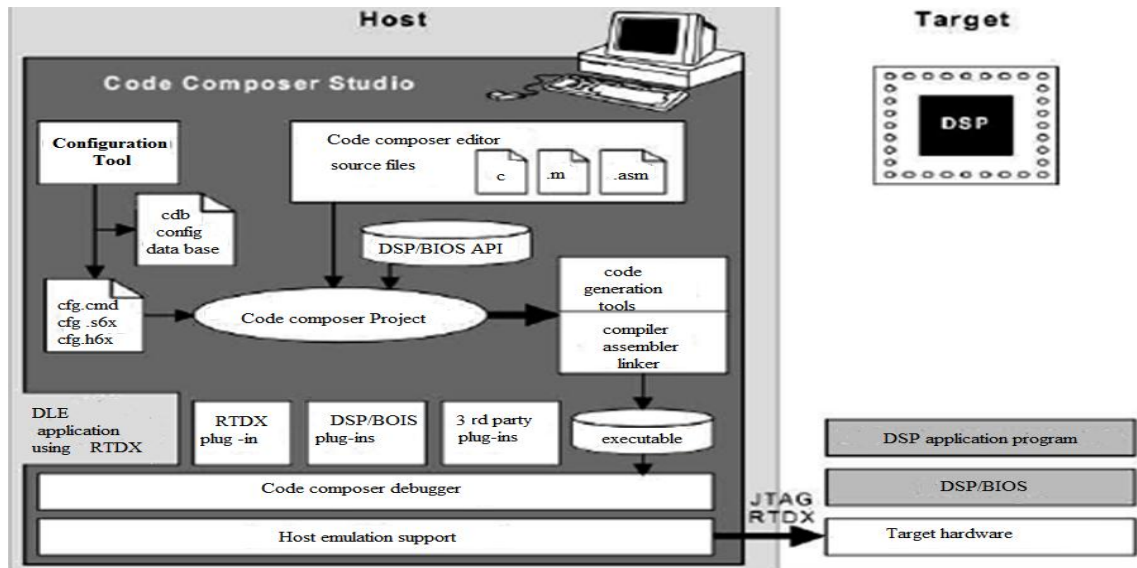 Host
Target
Code Composer Studio
DSP
Configuration
Tool
Code composer editor
source files
c
.m
.asm
cdb
config
data base
DSP/BIOS API
code
generation
tools
cfg.cmd
cfg .s6x
cfg.h6x
Code composer Project
compiler
assembler
linker
DLE
application
using RTDX
RTDX
plug -in
DSP/BOIS
plug-ins
3 rd party
plug-ins
executable
DSP application program
Code composer debugger
DSP/BIOS
JTAG
RTDX
Host emulation support
Target hardware